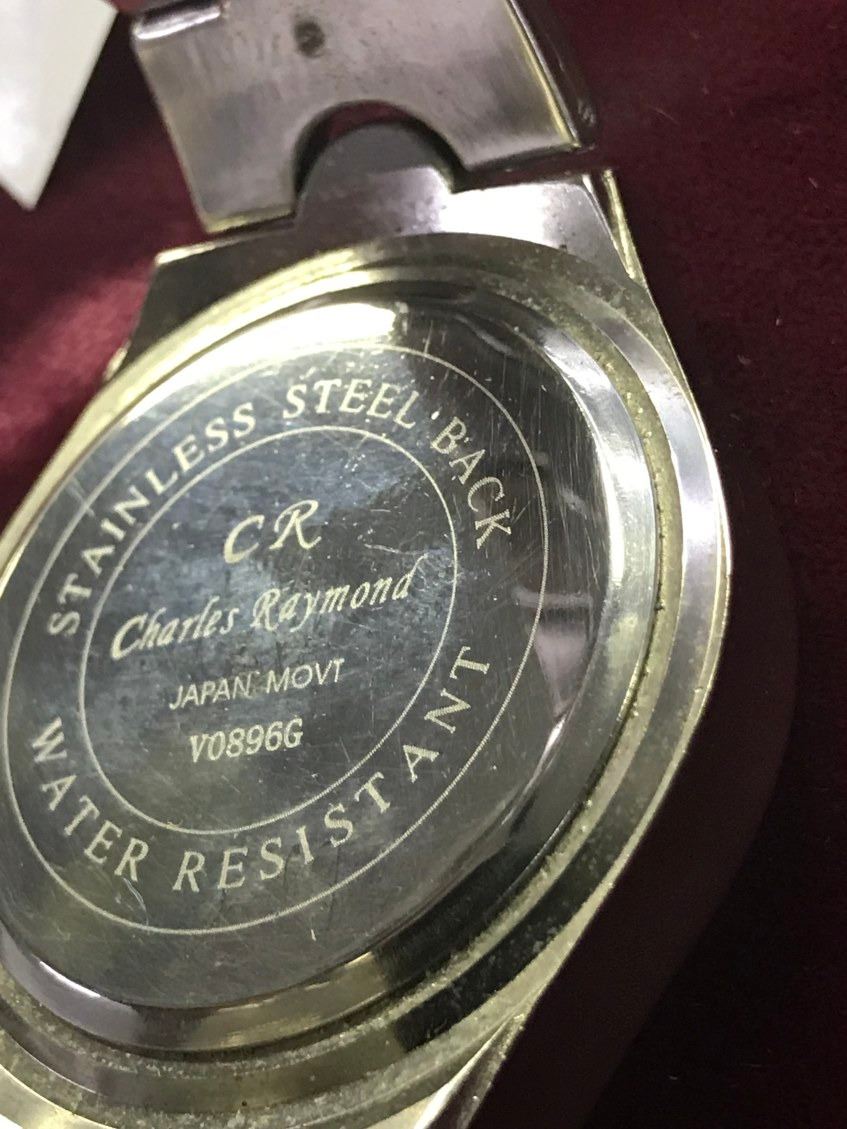 STAINLESS STEEL BACK
CR
Charles Raymond
JAPAN MOVT
V0896G
WATER RESISTANT